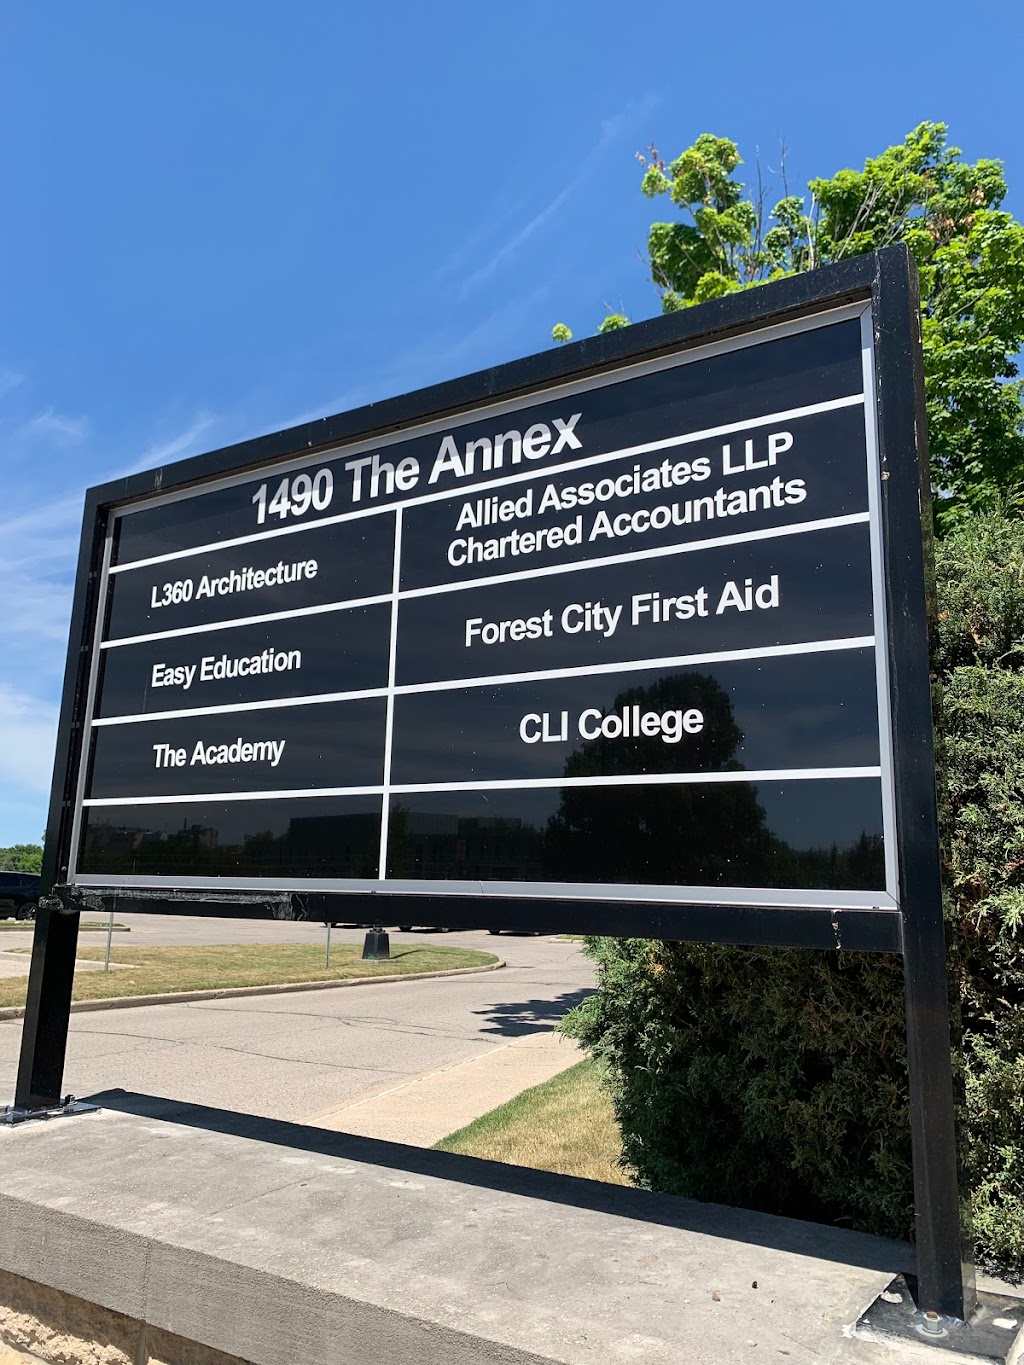 1490 The Annex
L360 Architecture
Easy Education
The Academy
Allied Associates LLP
Chartered Accountants
Forest City First Aid
CLI College